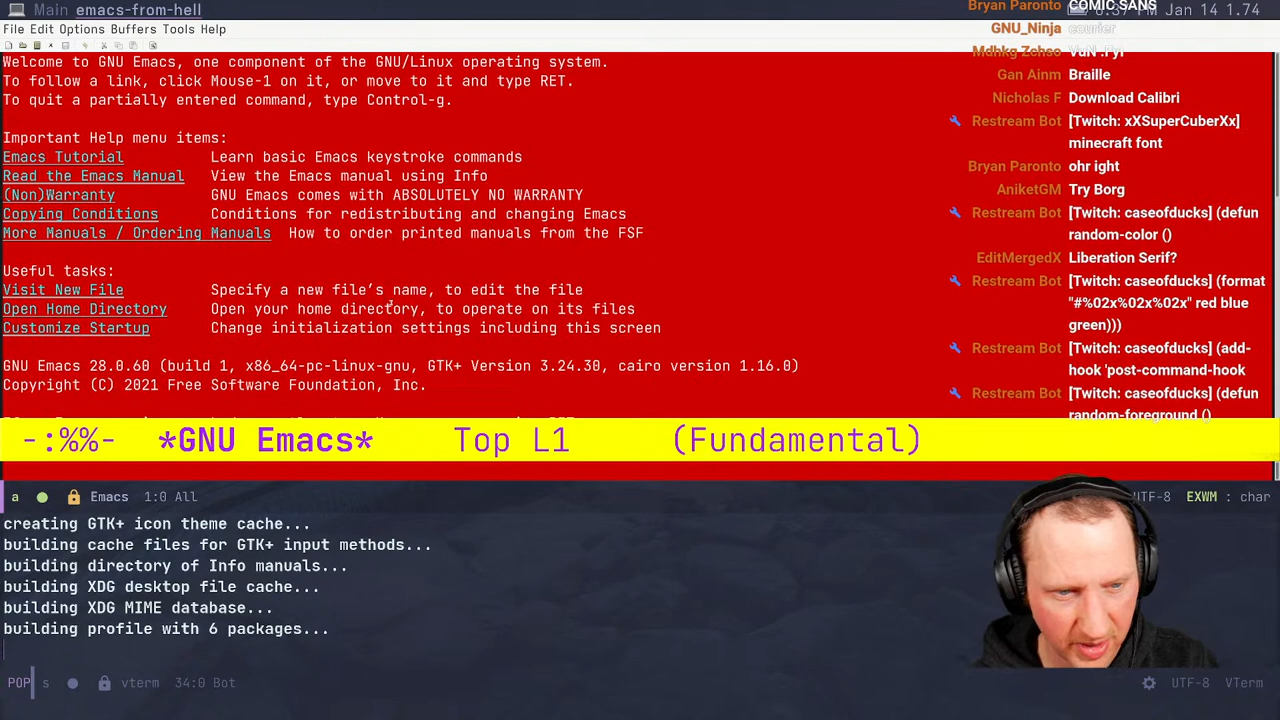 Main emacs-from-hell
Jan 14 1.74
File Edit Options Buffers Tools Help
Welcome to GNU Emacs, one component of the GNU/Linux operating system.
To follow a link, click Mouse-1 on it, or move to it and type RET.
To quit a partially entered command, type Control-g.
Important Help menu items:
Emacs Tutorial Learn basic Emacs keystroke commands
Read the Emacs Manual View the Emacs manual using Info
(Non)Warranty GNU Emacs comes with ABSOLUTELY NO WARRANTY
Copying Conditions Conditions for redistributing and changing Emacs
More Manuals / Ordering Manuals How to order printed manuals from the FSF
Useful tasks:
Visit New File Specify a new file’s name, to edit the file
Open Home Directory Open your home directory, to operate on its files
Customize Startup Change initialization settings including this screen
GNU Emacs 28.0.60 (build 1, x86_64-pc-linux-gnu, GTK+ Version 3.24.30, cairo version 1.16.0)
Copyright (C) 2021 Free Software Foundation, Inc.
-:%%- *GNU Emacs* Top L1 (Fundamental)
a Emacs 1:0 All UTF-8 EXWM : char
creating GTK+ icon theme cache...
building cache files for GTK+ input methods...
building directory of Info manuals...
building XDG desktop file cache...
building XDG MIME database...
building profile with 6 packages...
POP s vterm 34:0 Bot UTF-8 VTerm
Bryan Paronto COMIC SANS
GNU_Ninja courier
Gan Ainm Braille
Nicholas F Download Calibri
Restream Bot [Twitch: xXSuperCuberXx]
minecraft font
Bryan Paronto ohr ight
AniketGM Try Borg
Restream Bot [Twitch: caseofducks] (defun
random-color ()
EditMergedX Liberation Serif?
Restream Bot [Twitch: caseofducks] (format
"#%02x%02x%02x" red blue
green)))
Restream Bot [Twitch: caseofducks] (add-
hook 'post-command-hook
Restream Bot [Twitch: caseofducks] (defun
random-foreground ()